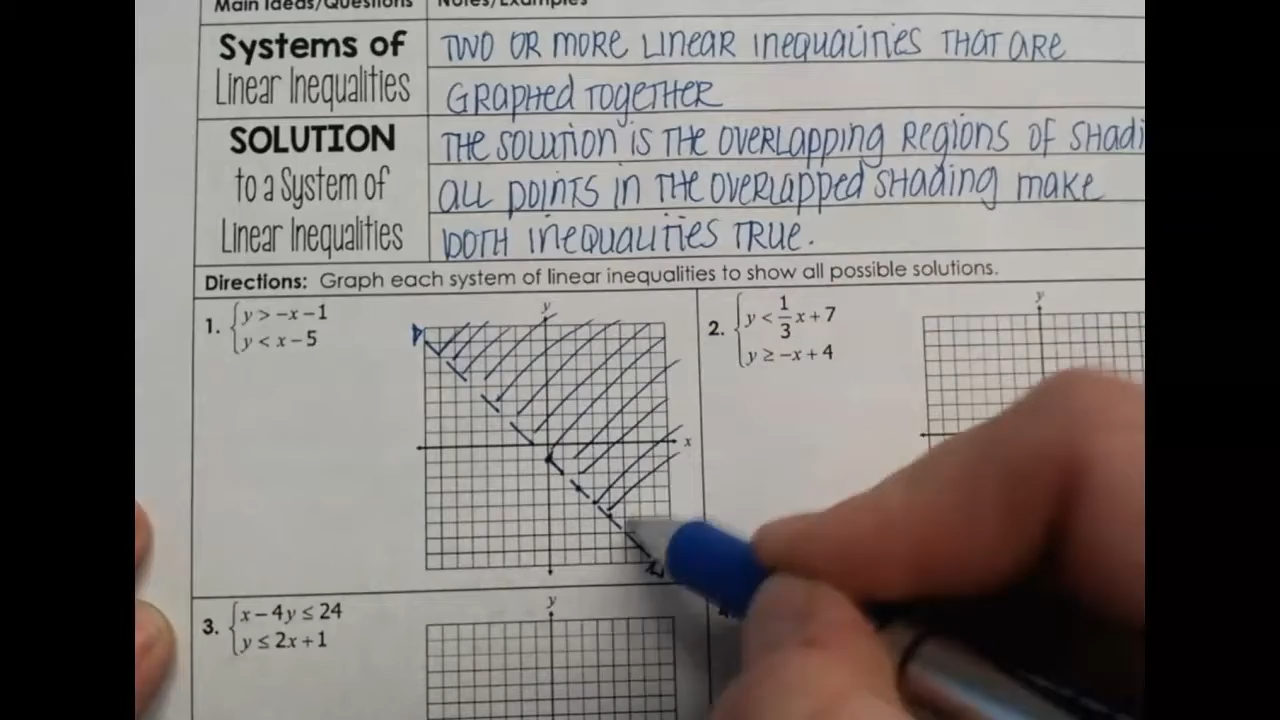 Main Ideas/Questions Notes/Examples
Systems of
Linear Inequalities
TWO OR MORE LINEAR INEQUALITIES THAT ARE
GRAPHED TOGETHER
SOLUTION
to a System of
Linear Inequalities
THE SOLUTION IS THE OVERLAPPING REGIONS OF SHADI
ALL POINTS IN THE OVERLAPPED SHADING MAKE
BOTH INEQUALITIES TRUE.
Directions: Graph each system of linear inequalities to show all possible solutions.
1. {y > -x - 1
y < x - 5
y
x
2. {y < 1/3 x + 7
y ≥ -x + 4
y
3. {x - 4y ≤ 24
y ≤ 2x + 1
y